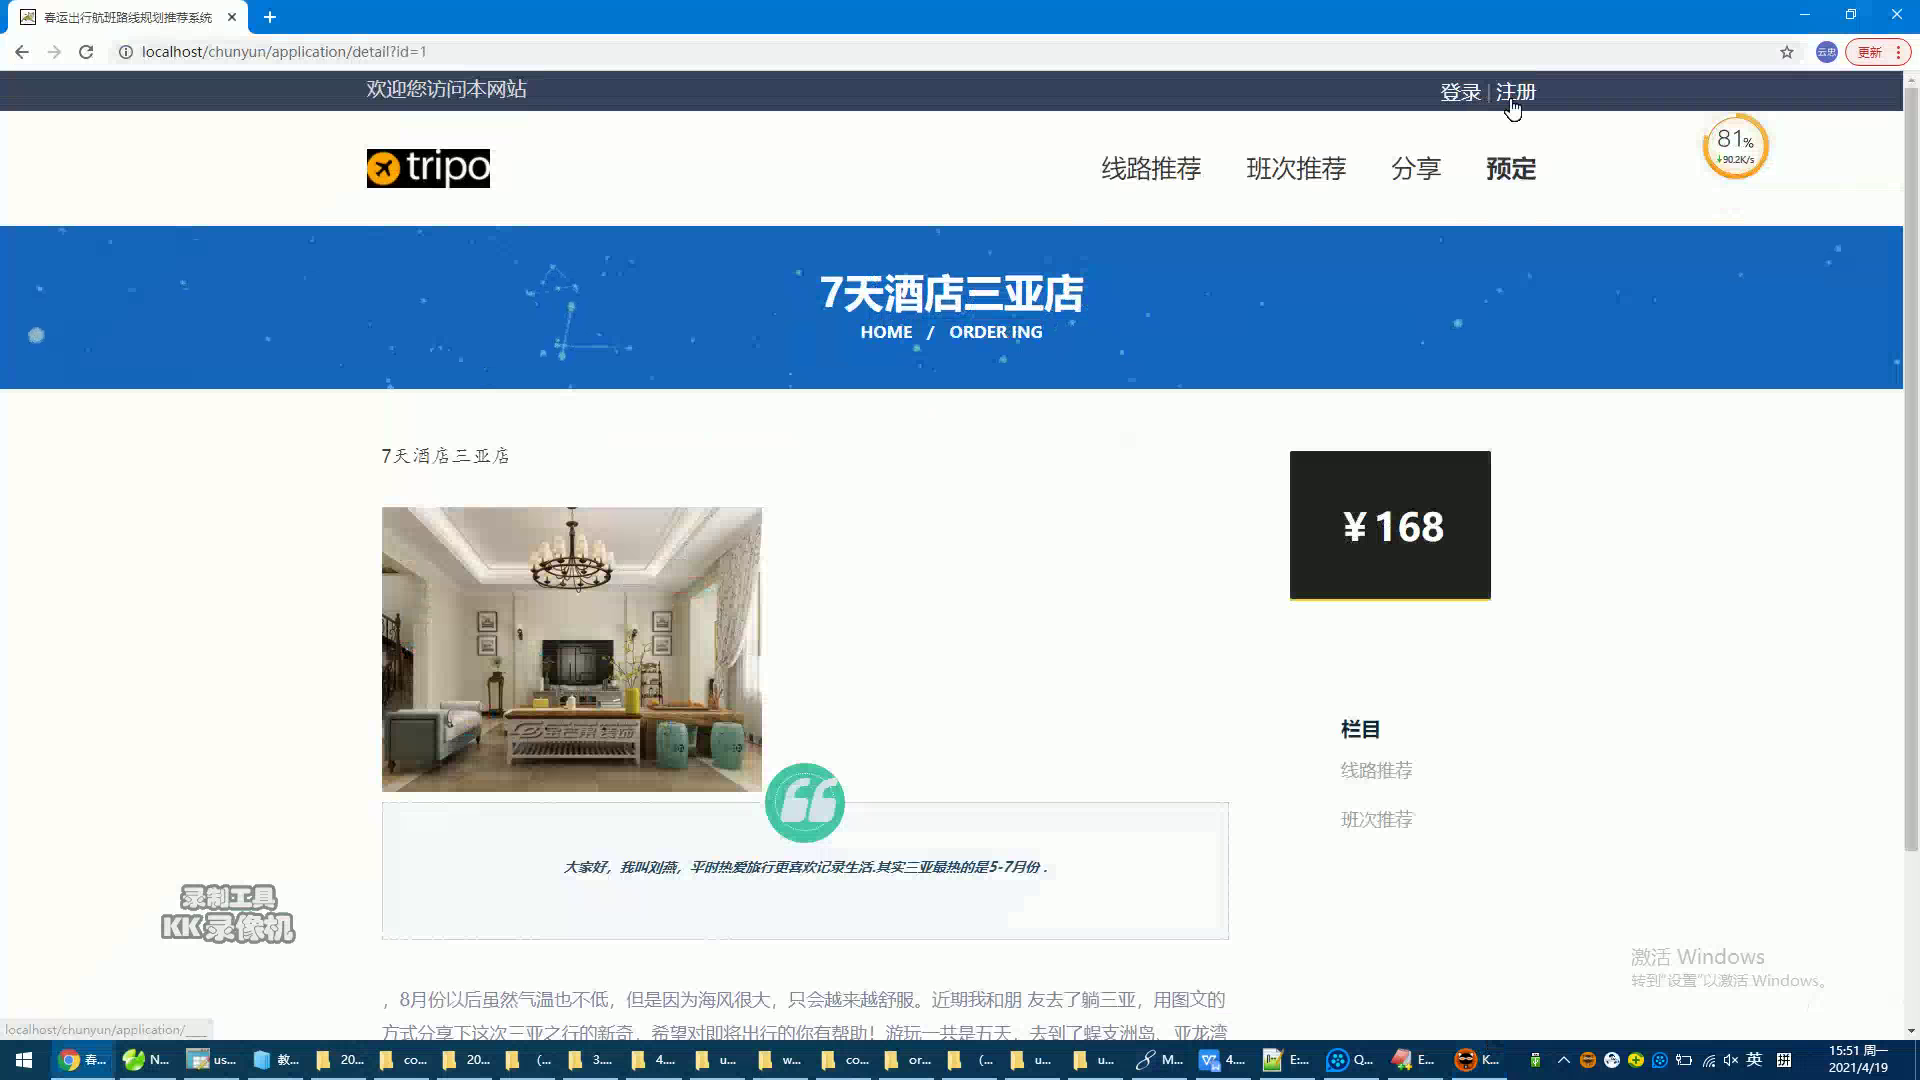 春运出行航班路线规划推荐系统
localhost/chunyun/application/detail?id=1
云忠
更新
欢迎您访问本网站
登录 | 注册
tripo
线路推荐 班次推荐 分享 预定
81%
↓90.2K/s
7天酒店三亚店
HOME / ORDER ING
7天酒店三亚店
¥168
栏目
线路推荐
班次推荐
大家好，我叫刘燕，平时热爱旅行更喜欢记录生活.其实三亚最热的是5-7月份 .
录制工具
KK录像机
激活 Windows
转到“设置”以激活 Windows。
，8月份以后虽然气温也不低，但是因为海风很大，只会越来越舒服。近期我和朋 友去了躺三亚，用图文的
方式分享下这次三亚之行的新奇，希望对即将出行的你有帮助！游玩一共是五天，去到了蜈支洲岛、亚龙湾
localhost/chunyun/application/____
春... N... us... 教... 20... co... 20... (... 3.... 4.... u... w... co... or... (... u... u... M... 4.... E:... Q... E... K...
英
15:51 周一
2021/4/19